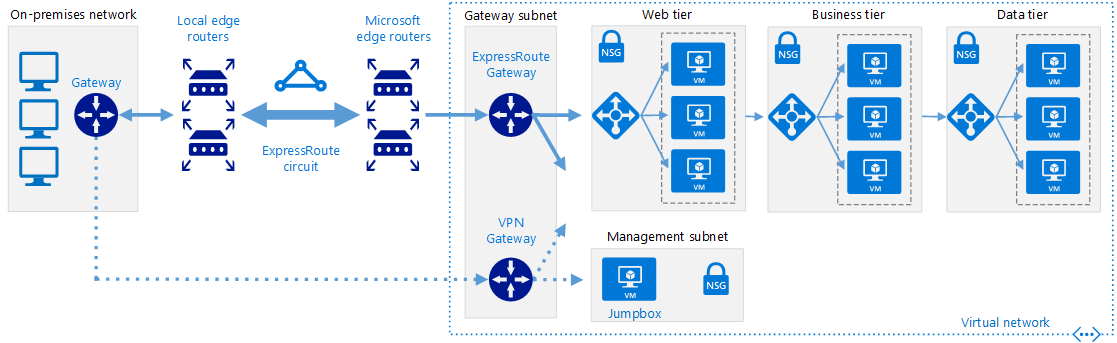 On-premises network
Local edge
routers
Microsoft
edge routers
Gateway subnet
Web tier
Business tier
Data tier
Gateway
ExpressRoute
Gateway
NSG
NSG
NSG
VM
VM
VM
VM
VM
VM
VM
VM
VM
ExpressRoute
circuit
VPN
Gateway
Management subnet
VM
NSG
Jumpbox
Virtual network